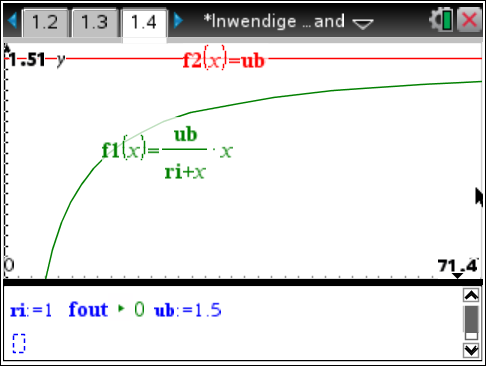 1.2 1.3 1.4 *Inwendige ...and
1.51 y
f2(x)=ub
f1(x)=ub/(ri+x)·x
0
71.4
ri:=1 fout ▸ 0 ub:=1.5